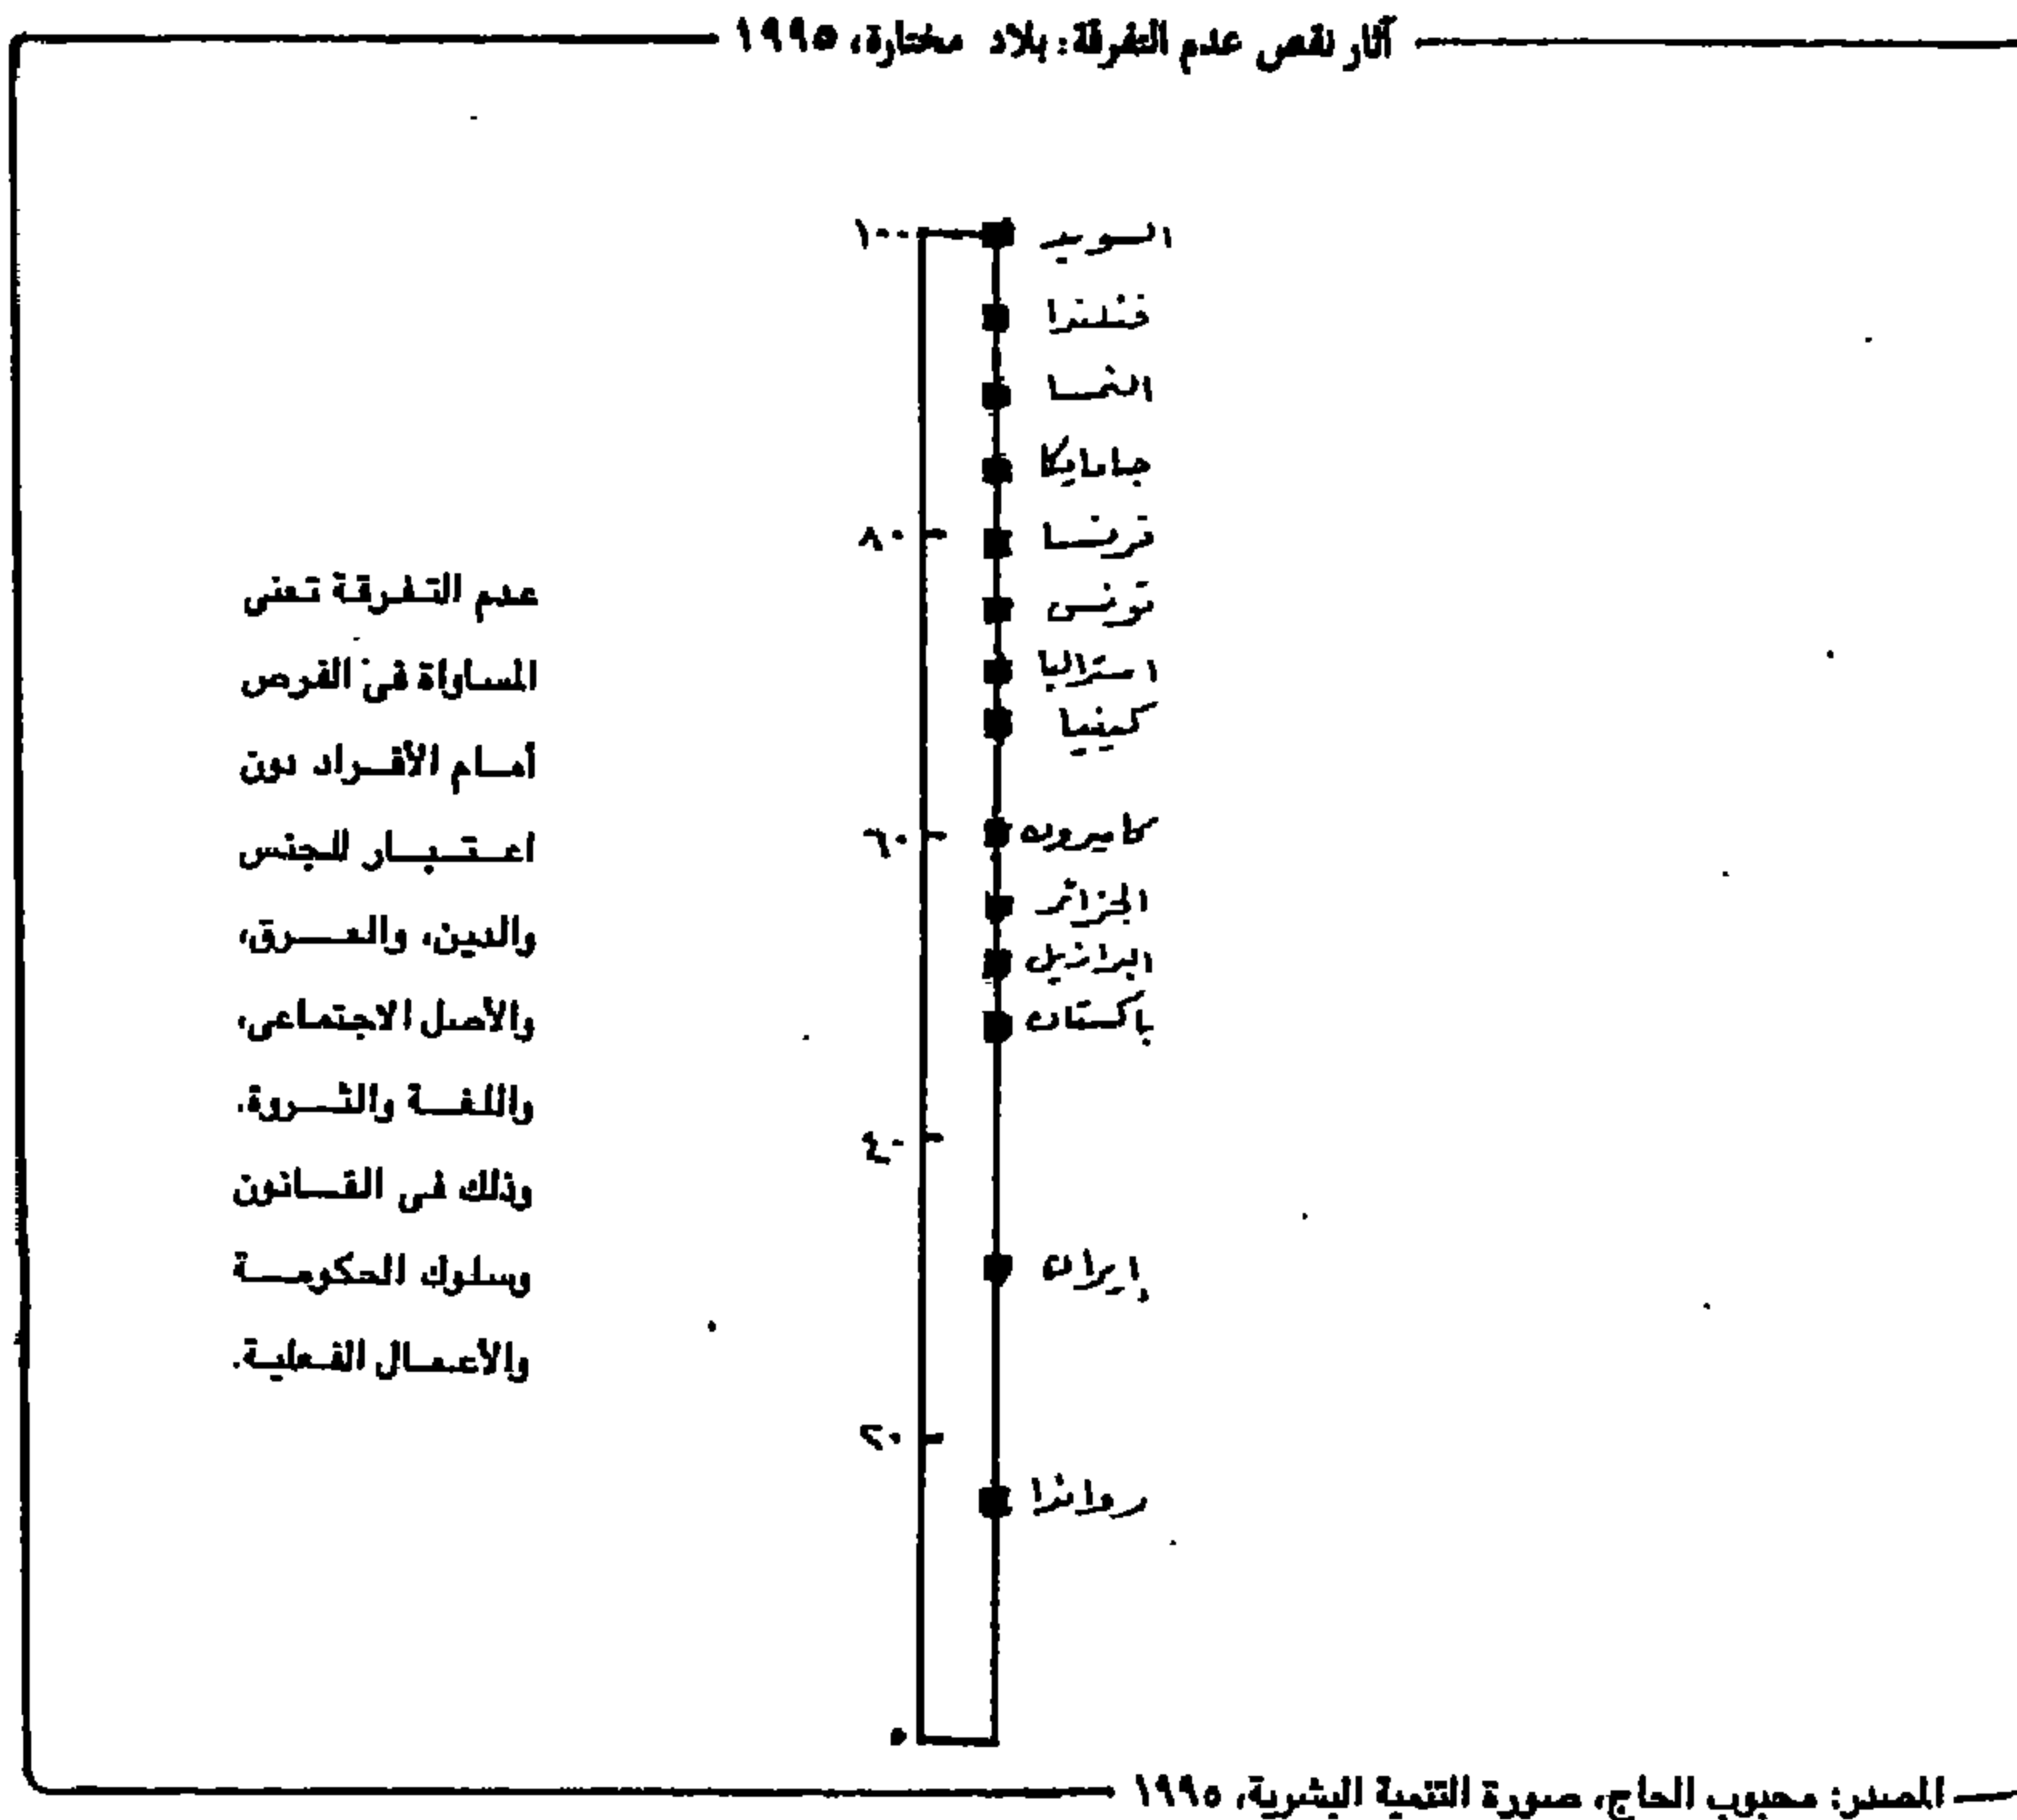 آثار نقص عدم التفرقة: بلاد مختارة، ١٩٩٥
١٠٠
السويد
فنلندا
النمسا
جامايكا
٨٠
فرنسا
تونس
استراليا
كينيا
٦٠
كاميرون
الجزائر
البرازيل
باكستان
٤٠
إيران
٢٠
رواندا
٠
عدم التفرقة تعنى
المساواة فى الفرص
أمام الأفراد دون
اعتبار للجنس
والدين، والعرق،
والأصل الاجتماعى،
واللغة والثروة.
وذلك فى القانون
وسلوك الحكومة
والأعمال الفعلية.
المصدر: محبوب الحاج، صورة التنمية البشرية، ١٩٩٥